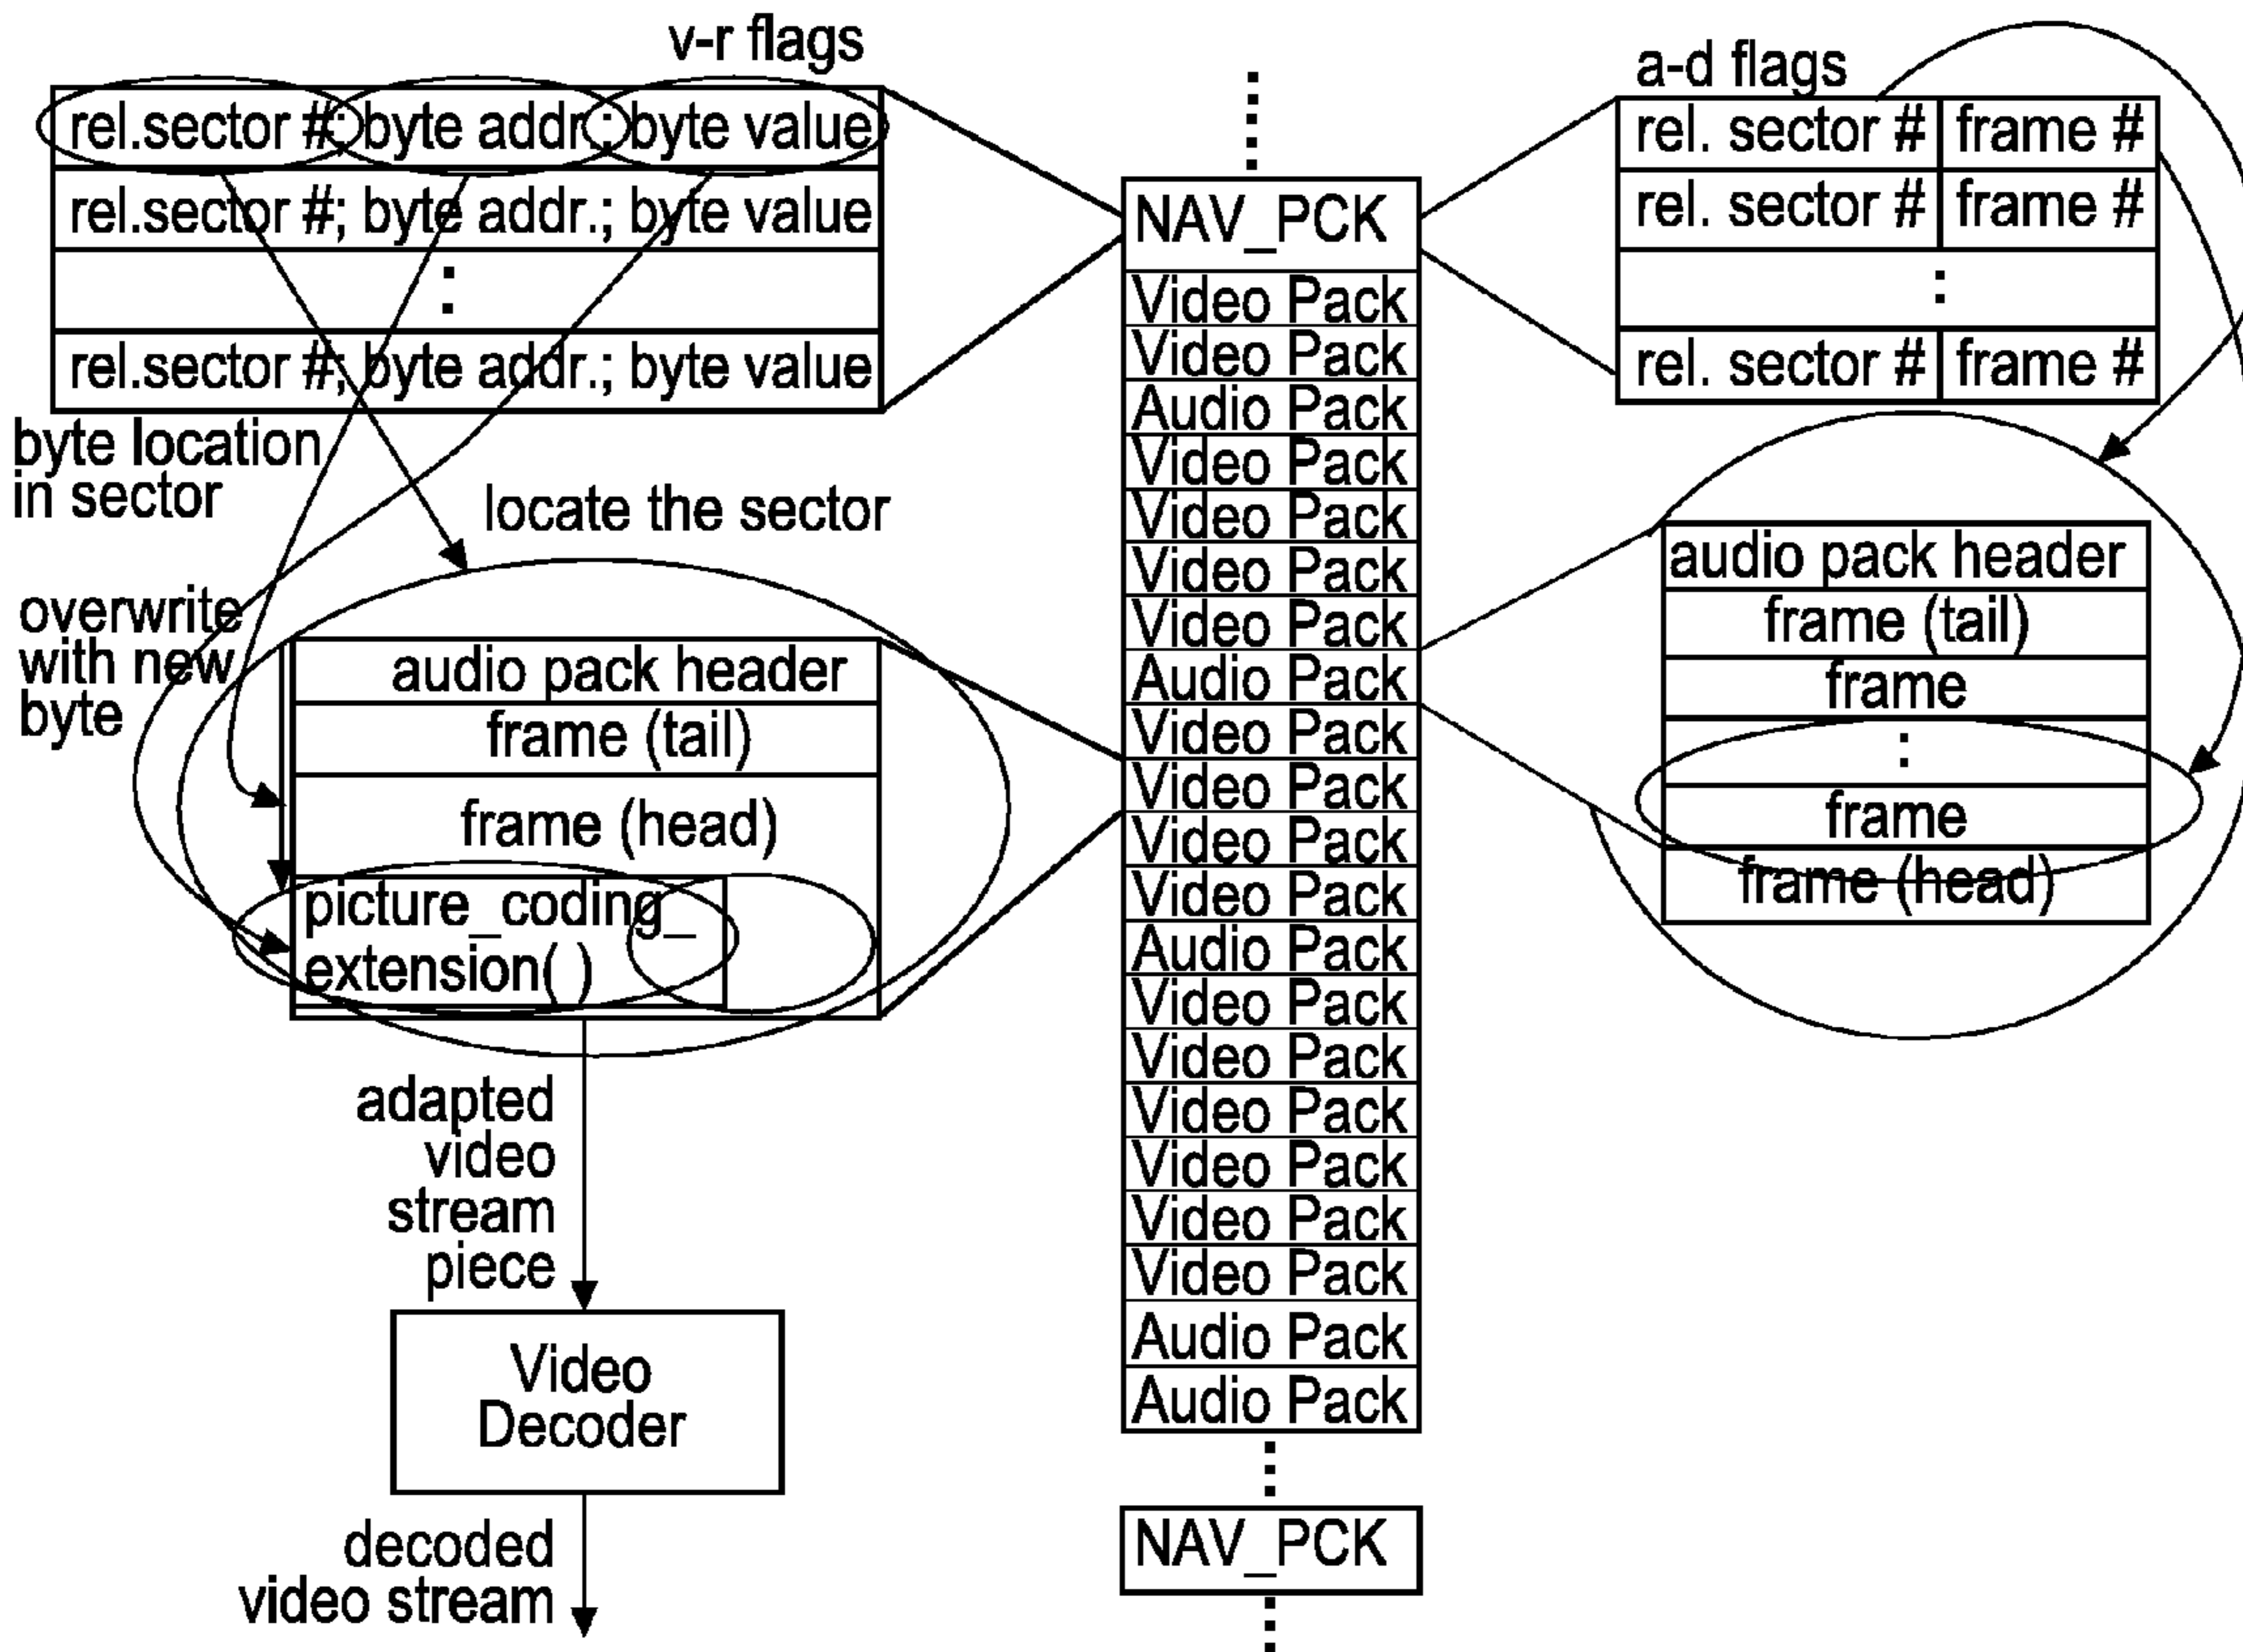 v-r flags
rel.sector #; byte addr.; byte value
rel.sector #; byte addr.; byte value
:
rel.sector #; byte addr.; byte value
byte location
in sector
locate the sector
overwrite
with new
byte
audio pack header
frame (tail)
frame (head)
picture_coding_
extension( )
adapted
video
stream
piece
Video
Decoder
decoded
video stream
NAV_PCK
Video Pack
Video Pack
Audio Pack
Video Pack
Video Pack
Video Pack
Video Pack
Audio Pack
Video Pack
Video Pack
Video Pack
Video Pack
Audio Pack
Video Pack
Video Pack
Video Pack
Video Pack
Video Pack
Video Pack
Audio Pack
Audio Pack
NAV_PCK
a-d flags
rel. sector # frame #
rel. sector # frame #
:
rel. sector # frame #
audio pack header
frame (tail)
frame
:
frame
frame (head)